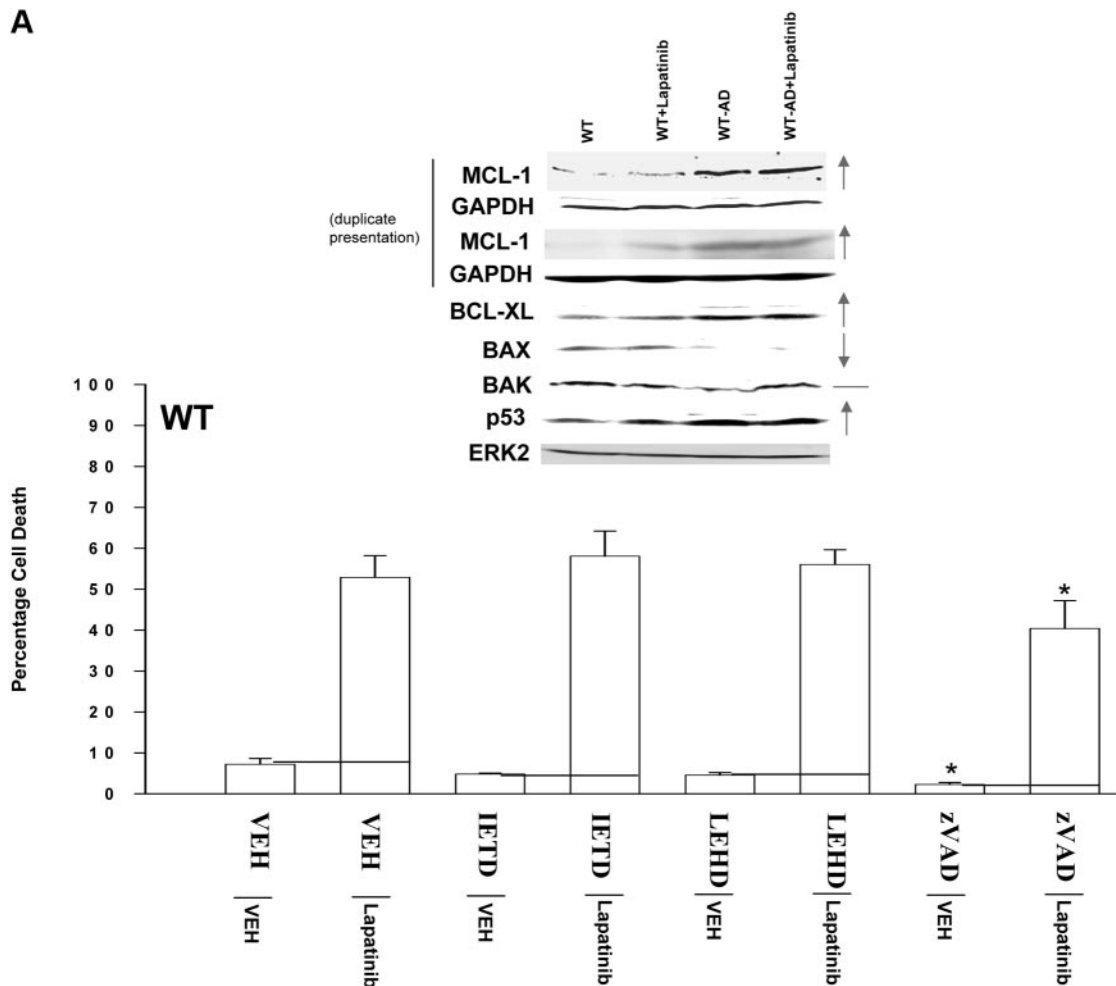 A
WT
WT+Lapatinib
WT-AD
WT-AD+Lapatinib
(duplicate
presentation)
MCL-1
GAPDH
MCL-1
GAPDH
BCL-XL
BAX
BAK
p53
ERK2
WT
Percentage Cell Death
100
90
80
70
60
50
40
30
20
10
0
*
*
VEH
VEH
IETD
IETD
LEHD
LEHD
zVAD
zVAD
VEH
Lapatinib
VEH
Lapatinib
VEH
Lapatinib
VEH
Lapatinib